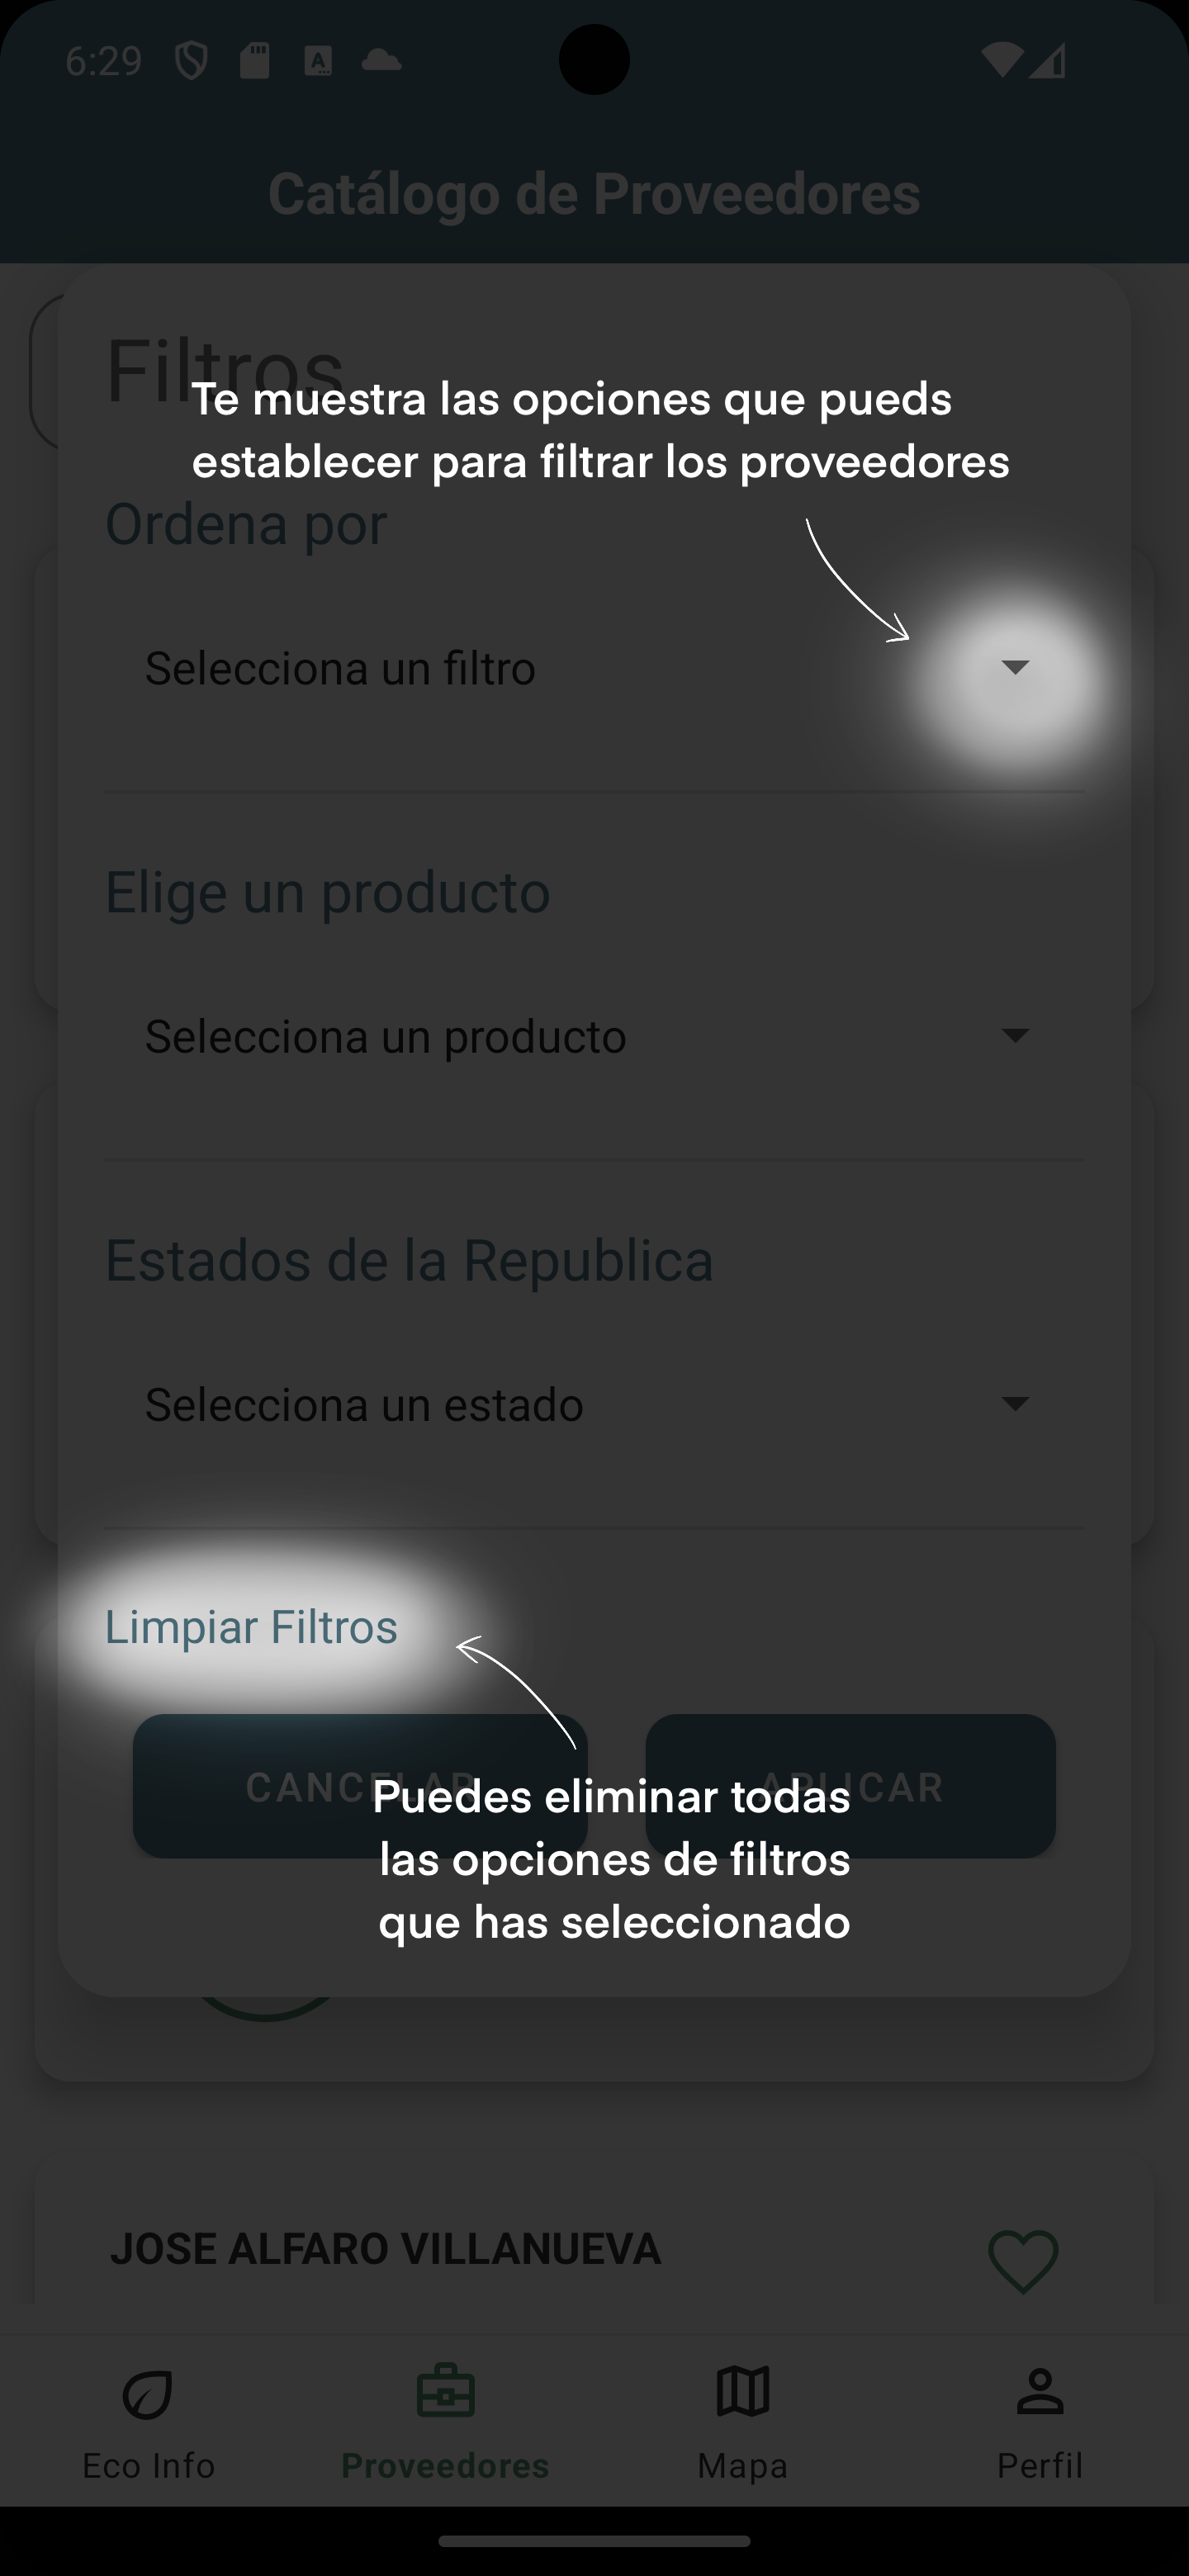 6:29
Catálogo de Proveedores
Filtros
Te muestra las opciones que pueds
establecer para filtrar los proveedores
Ordena por
Selecciona un filtro
Elige un producto
Selecciona un producto
Estados de la Republica
Selecciona un estado
Limpiar Filtros
CANCELAR
APLICAR
Puedes eliminar todas
las opciones de filtros
que has seleccionado
JOSE ALFARO VILLANUEVA
Eco Info
Proveedores
Mapa
Perfil